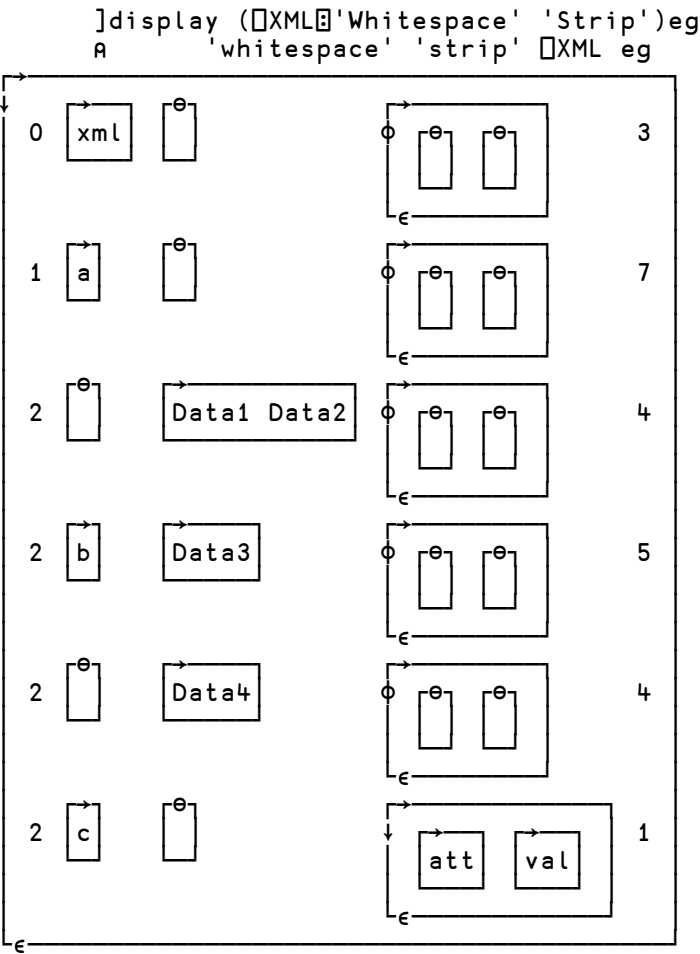 ]display (⎕XML⍠'Whitespace' 'Strip')eg
⍝ 'whitespace' 'strip' ⎕XML eg
0 xml 3
1 a 7
2 Data1 Data2 4
2 b Data3 5
2 Data4 4
2 c att val 1